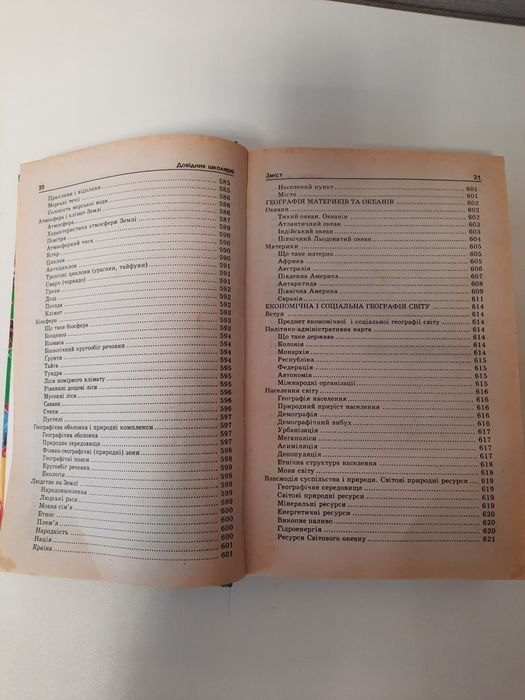 20 Довідник школяра
Припливи і відпливи 585
Морські течії 585
Солоність морської води 586
Атмосфера і клімат Землі 586
Атмосфера 587
Характеристика атмосфери Землі 587
Повітря 590
Атмосферний тиск 590
Вітер 590
Циклон 590
Антициклон 590
Тропічні циклони (урагани, тайфуни) 591
Смерч (торнадо) 591
Грози 591
Дощ 592
Погода 592
Клімат 592
Біосфера 593
Що таке біосфера 593
Біоценоз 593
Біомаса 594
Біологічний кругообіг речовин 594
Ґрунти 594
Тайга 595
Тундра 595
Ліси помірного клімату 595
Рівнинні дощові ліси 595
Мусонні ліси 596
Савана 596
Степи 596
Пустелі 597
Географічна оболонка і природні комплекси 597
Географічна оболонка 597
Природне середовище 597
Фізико-географічні (природні) зони 598
Географічні пояси 598
Кругообіг речовин 599
Екологія 599
Людство на Землі 599
Народонаселення 599
Людські раси 599
Мовна сім'я 600
Етнос 600
Плем'я 600
Народність 600
Нація 601
Країна 601
Зміст 21
Населений пункт 601
Місто 601
ГЕОГРАФІЯ МАТЕРИКІВ ТА ОКЕАНІВ 602
Океани 602
Тихий океан. Океанія 602
Атлантичний океан 603
Індійський океан 603
Північний Льодовитий океан 604
Материки 605
Що таке материк 605
Африка 605
Австралія 606
Південна Америка 607
Антарктида 608
Північна Америка 609
Євразія 611
ЕКОНОМІЧНА І СОЦІАЛЬНА ГЕОГРАФІЯ СВІТУ 614
Вступ 614
Предмет економічної і соціальної географії світу 614
Політико-адміністративна карта 614
Що таке держава 614
Колонія 614
Монархія 614
Республіка 615
Федерація 615
Автономія 615
Міжнародні організації 615
Населення світу 616
Географія населення 616
Природний приріст населення 616
Демографія 616
Демографічний вибух 616
Урбанізація 617
Мегаполіси 617
Асиміляція 617
Депопуляція 617
Етнічна структура населення 618
Мови світу 618
Взаємодія суспільства і природи. Світові природні ресурси 619
Географічне середовище 619
Світові природні ресурси 619
Мінеральні ресурси 619
Енергетичні ресурси 620
Викопне паливо 620
Гідроенергія 620
Ресурси Світового океану 621